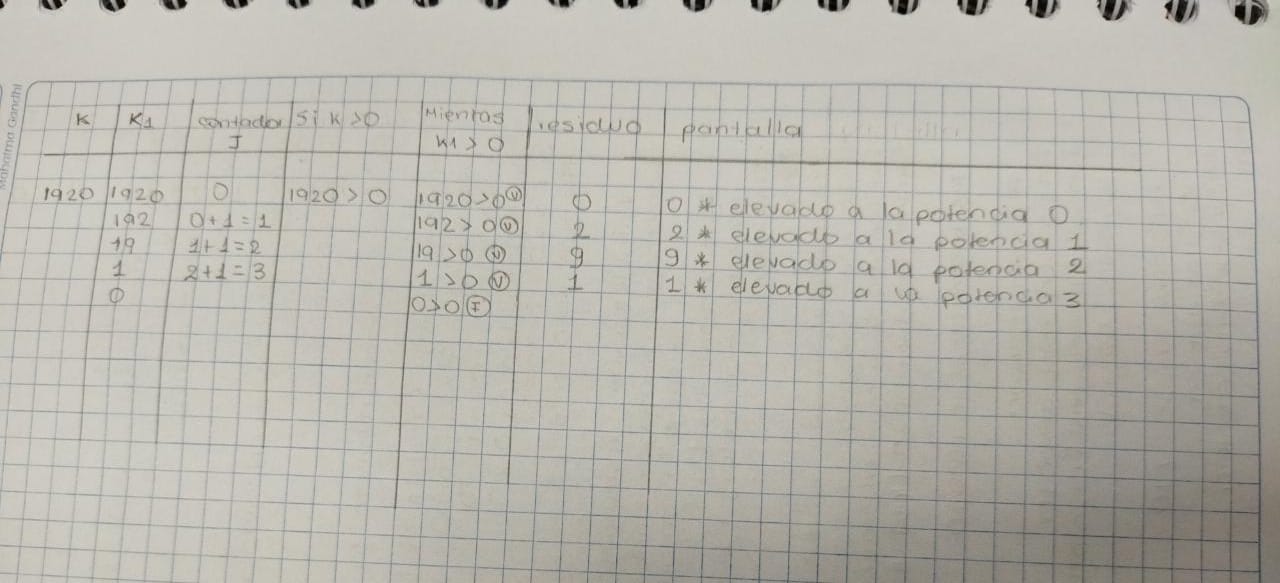 Mahatma Gandhi
K K1 contador J Si K>0 Mientras K1>0 residuo pantalla
1920 1920 0 1920>0 1920>0 (V) 0 0 * elevado a la potencia 0
192 0+1=1 192>0 (V) 2 2 * elevado a la potencia 1
19 1+1=2 19>0 (V) 9 9 * elevado a la potencia 2
1 2+1=3 1>0 (V) 1 1 * elevado a la potencia 3
0 0>0 (F)